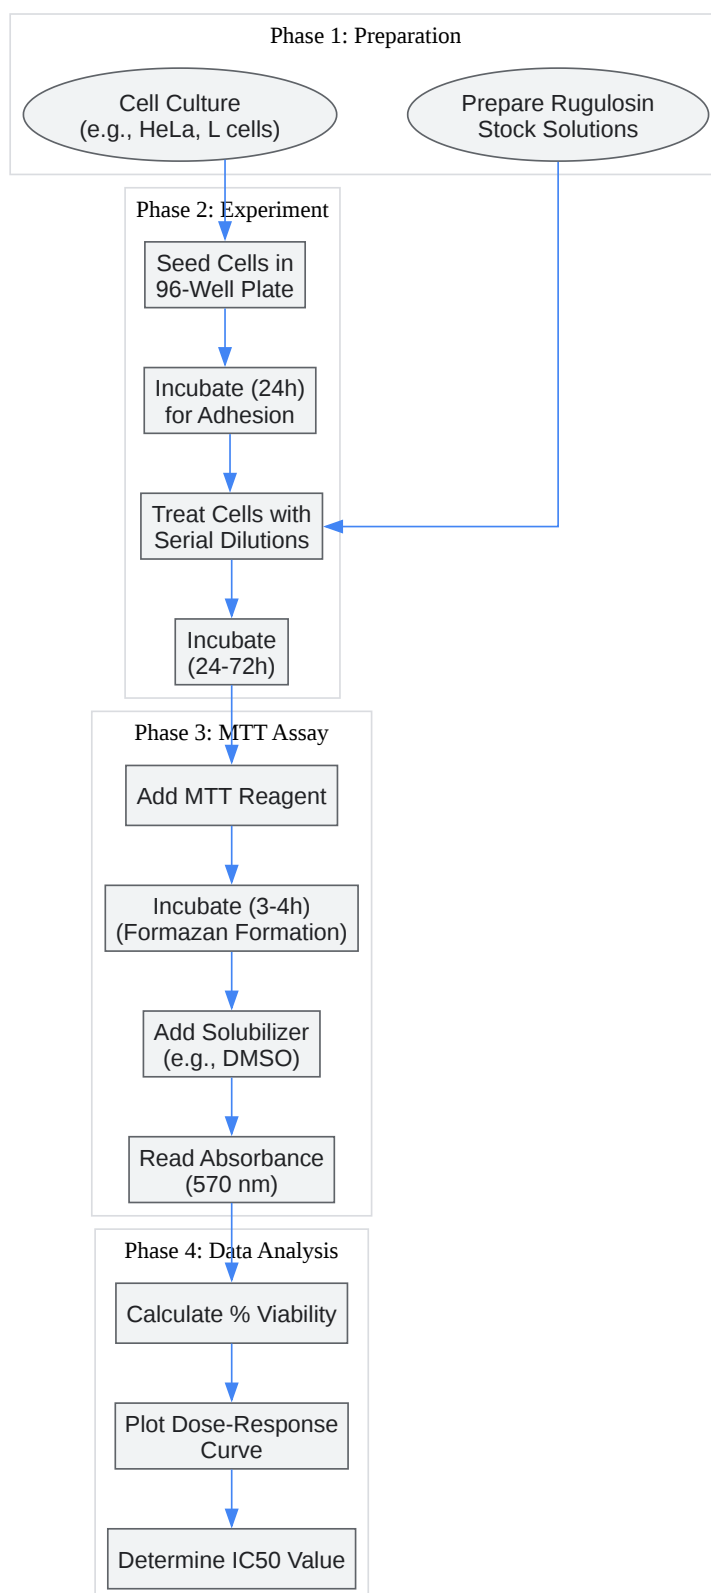 Phase 1: Preparation
Cell Culture
(e.g., HeLa, L cells)
Prepare Rugulosin
Stock Solutions
Phase 2: Experiment
Seed Cells in
96-Well Plate
Incubate (24h)
for Adhesion
Treat Cells with
Serial Dilutions
Incubate
(24-72h)
Phase 3: MTT Assay
Add MTT Reagent
Incubate (3-4h)
(Formazan Formation)
Add Solubilizer
(e.g., DMSO)
Read Absorbance
(570 nm)
Phase 4: Data Analysis
Calculate % Viability
Plot Dose-Response
Curve
Determine IC50 Value